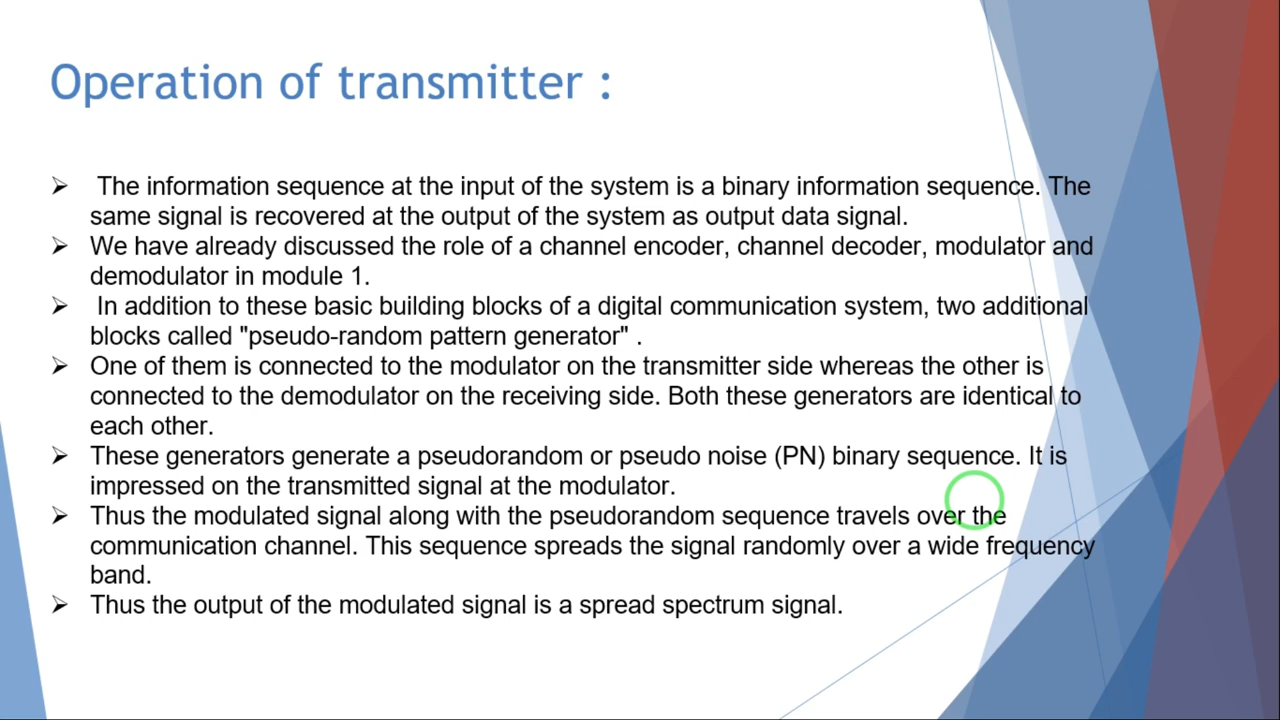 Operation of transmitter :
➢ The information sequence at the input of the system is a binary information sequence. The
same signal is recovered at the output of the system as output data signal.
➢ We have already discussed the role of a channel encoder, channel decoder, modulator and
demodulator in module 1.
➢ In addition to these basic building blocks of a digital communication system, two additional
blocks called "pseudo-random pattern generator" .
➢ One of them is connected to the modulator on the transmitter side whereas the other is
connected to the demodulator on the receiving side. Both these generators are identical to
each other.
➢ These generators generate a pseudorandom or pseudo noise (PN) binary sequence. It is
impressed on the transmitted signal at the modulator.
➢ Thus the modulated signal along with the pseudorandom sequence travels over the
communication channel. This sequence spreads the signal randomly over a wide frequency
band.
➢ Thus the output of the modulated signal is a spread spectrum signal.